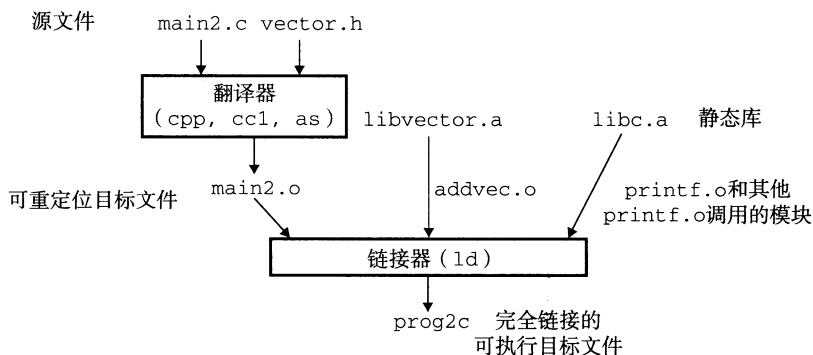 源文件 main2.c vector.h
翻译器
(cpp, cc1, as)
libvector.a libc.a 静态库
可重定位目标文件 main2.o addvec.o printf.o和其他
printf.o调用的模块
链接器(ld)
prog2c 完全链接的
可执行目标文件